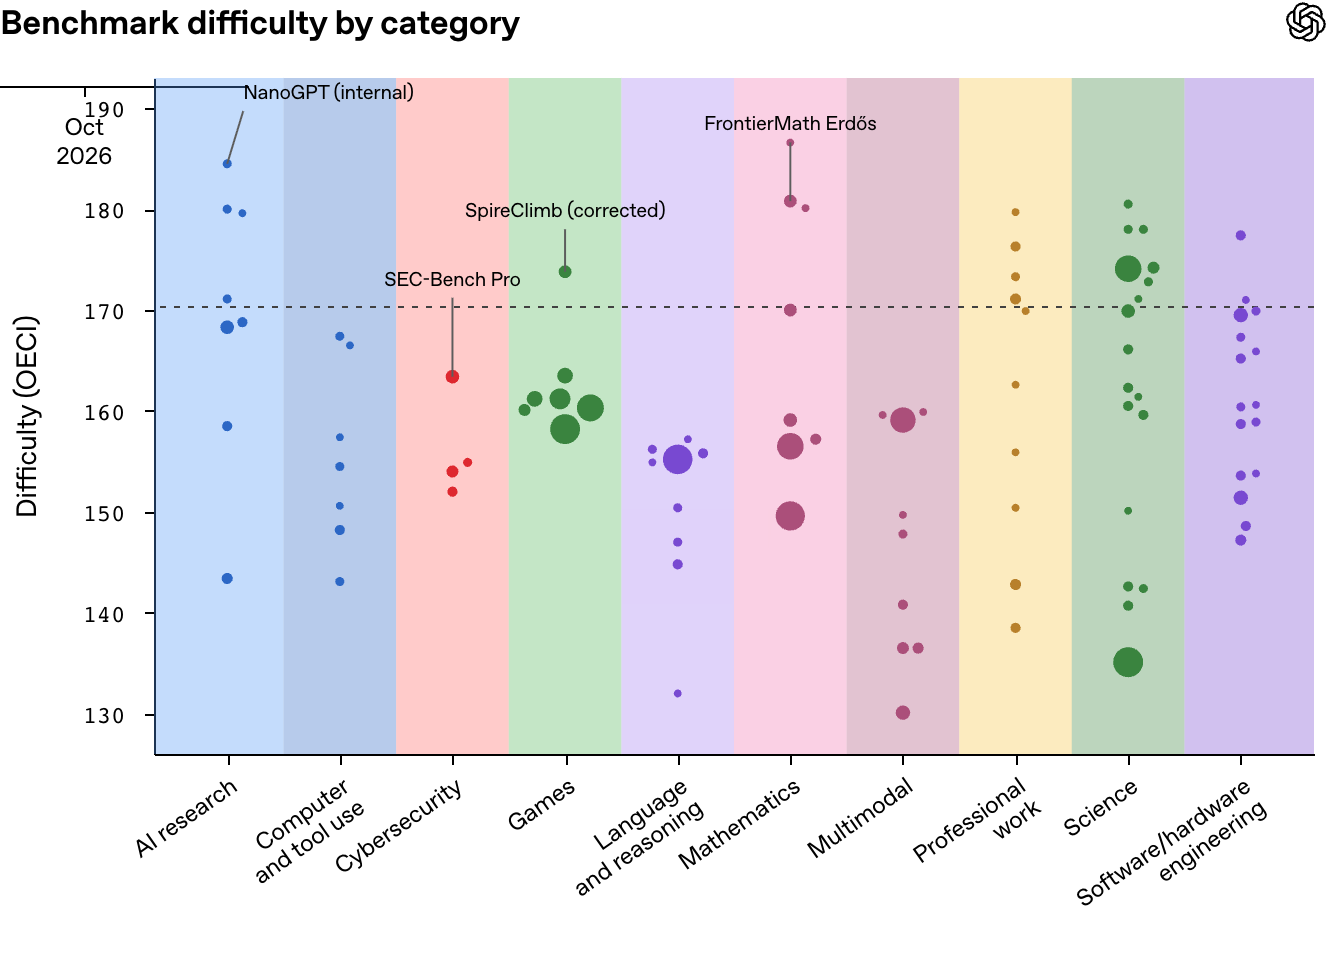 Benchmark difficulty by category
NanoGPT (internal)
190
Oct
2026
FrontierMath Erdős
180
SpireClimb (corrected)
SEC-Bench Pro
170
160
150
140
130
Difficulty (OECI)
AI research
Computer
and tool use
Cybersecurity
Games
Language
and reasoning
Mathematics
Multimodal
Professional
work
Science
Software/hardware
engineering